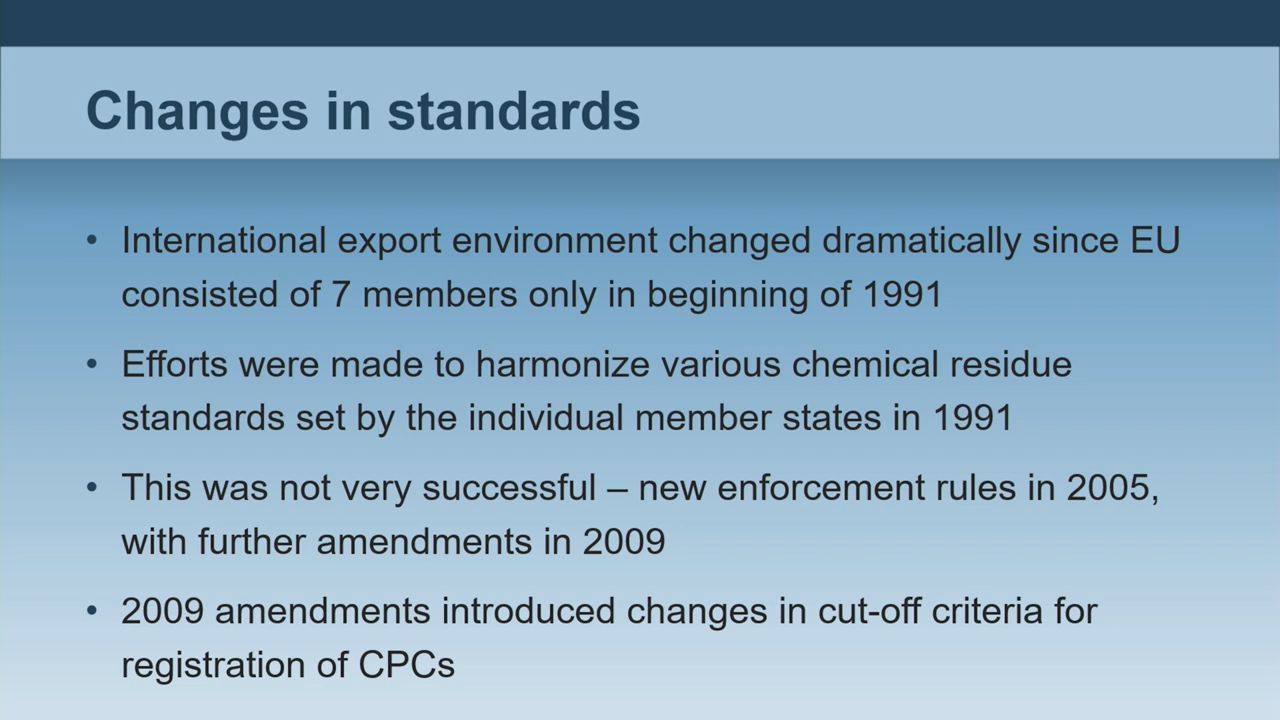 Changes in standards
• International export environment changed dramatically since EU
consisted of 7 members only in beginning of 1991
• Efforts were made to harmonize various chemical residue
standards set by the individual member states in 1991
• This was not very successful – new enforcement rules in 2005,
with further amendments in 2009
• 2009 amendments introduced changes in cut-off criteria for
registration of CPCs